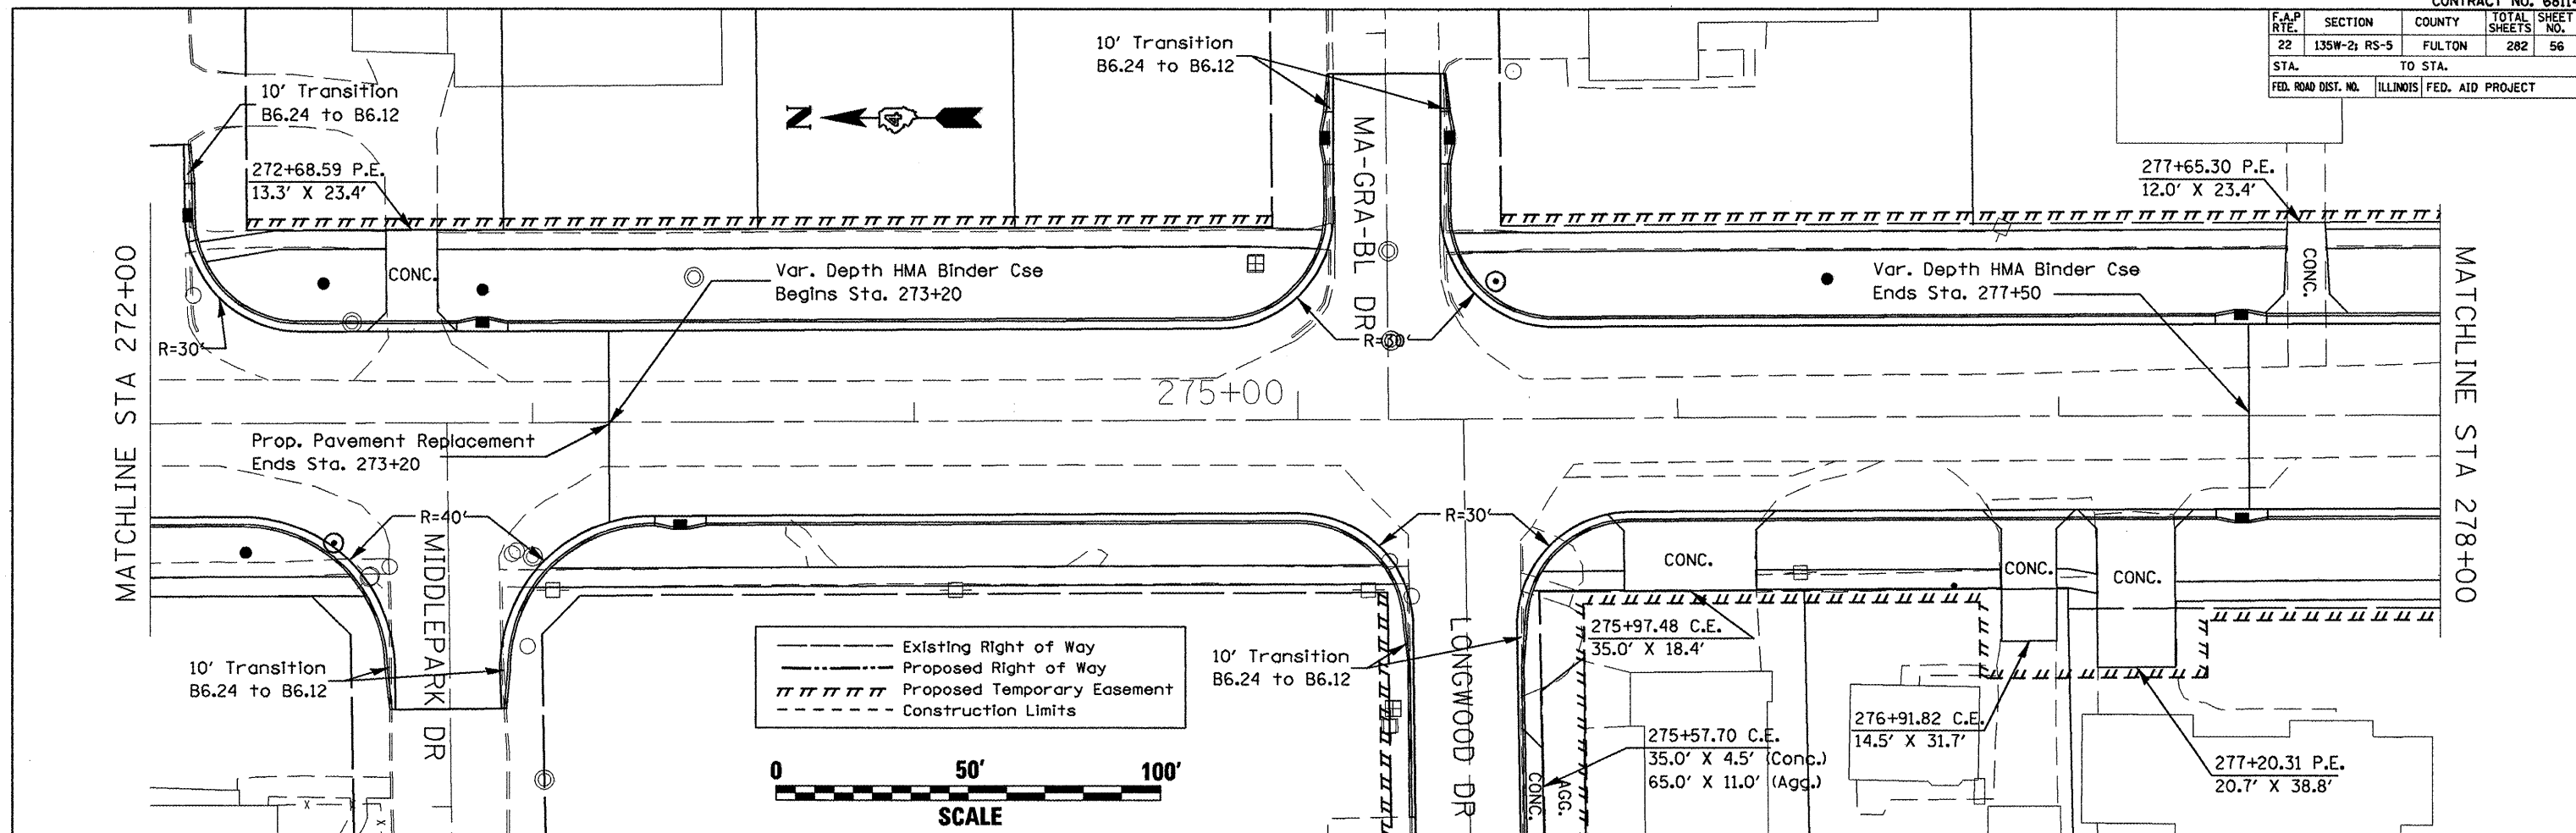 CONTRACT NO. 6811
F.A.P. RTE.
SECTION
COUNTY
TOTAL SHEETS
SHEET NO.
22
135W-2; RS-5
FULTON
282
56
STA.
TO STA.
FED. ROAD DIST. NO.
ILLINOIS
FED. AID PROJECT
10' Transition
B6.24 to B6.12
10' Transition
B6.24 to B6.12
N
272+68.59 P.E.
13.3' X 23.4'
277+65.30 P.E.
12.0' X 23.4'
MA-GRA-BL DR
CONC.
Var. Depth HMA Binder Cse
Begins Sta. 273+20
Var. Depth HMA Binder Cse
Ends Sta. 277+50
CONC.
MATCHLINE STA 272+00
MATCHLINE STA 278+00
R=30'
R=30'
275+00
Prop. Pavement Replacement
Ends Sta. 273+20
R=40'
R=30'
MIDDLEPARK DR
LONGWOOD DR
CONC.
CONC.
CONC.
10' Transition
B6.24 to B6.12
10' Transition
B6.24 to B6.12
Existing Right of Way
Proposed Right of Way
Proposed Temporary Easement
Construction Limits
275+97.48 C.E.
35.0' X 18.4'
275+57.70 C.E.
35.0' X 4.5' (Conc.)
65.0' X 11.0' (Agg.)
276+91.82 C.E.
14.5' X 31.7'
277+20.31 P.E.
20.7' X 38.8'
CONC.
AGG.
0 50' 100'
SCALE